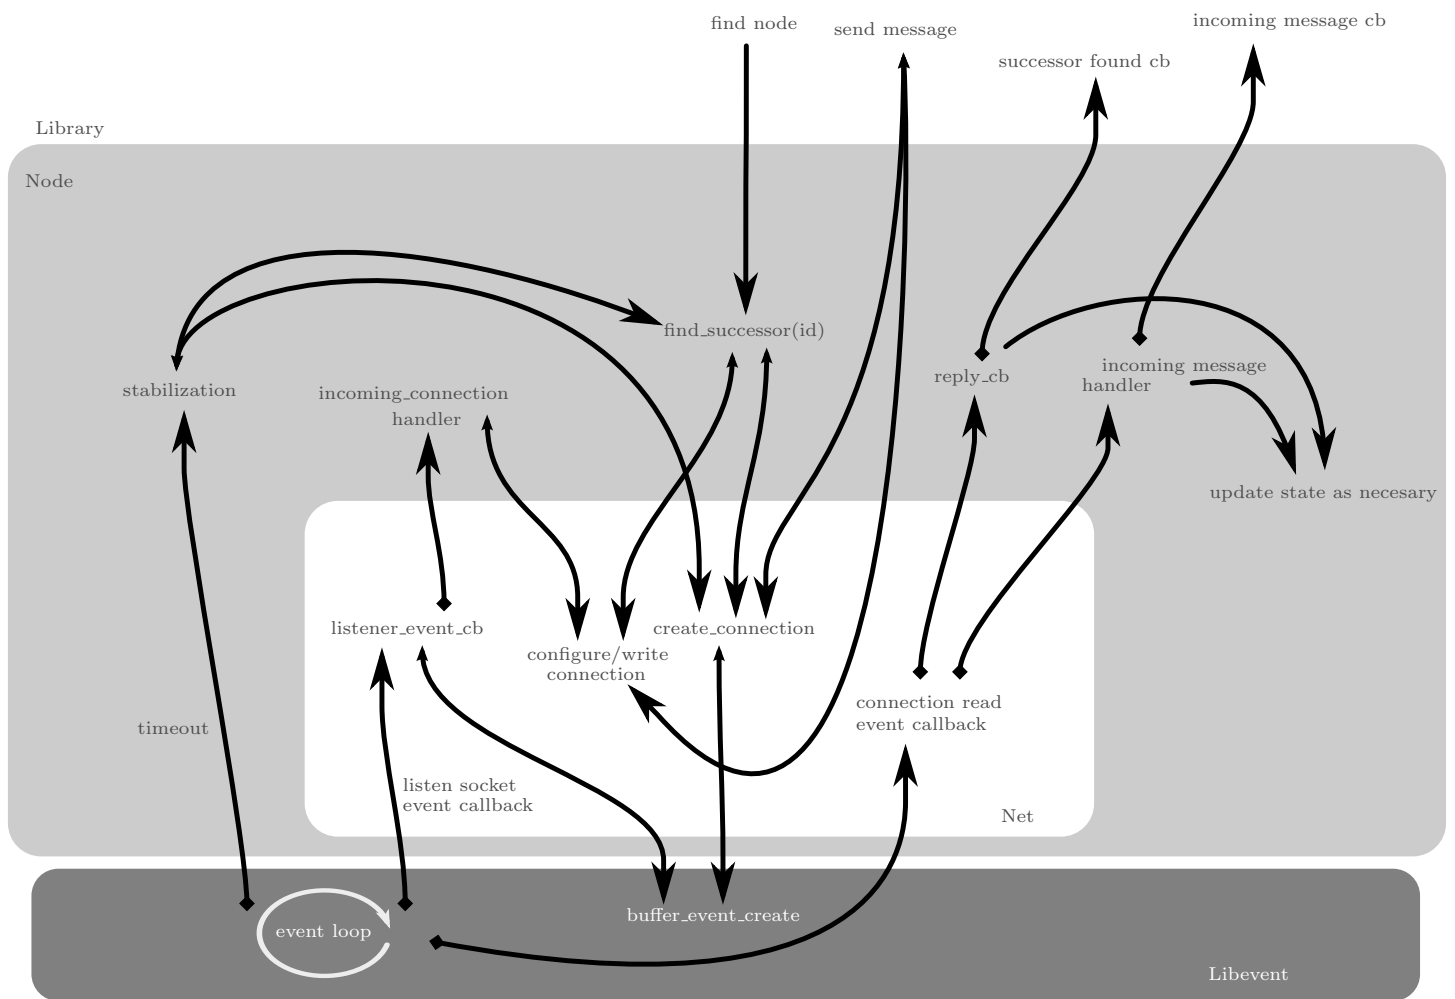 find node
send message
incoming message cb
successor found cb
Library
Node
find_successor(id)
stabilization
incoming_connection
handler
reply_cb
incoming message
handler
update state as necesary
listener_event_cb
create_connection
configure/write
connection
connection read
event callback
timeout
listen socket
event callback
Net
buffer_event_create
event loop
Libevent